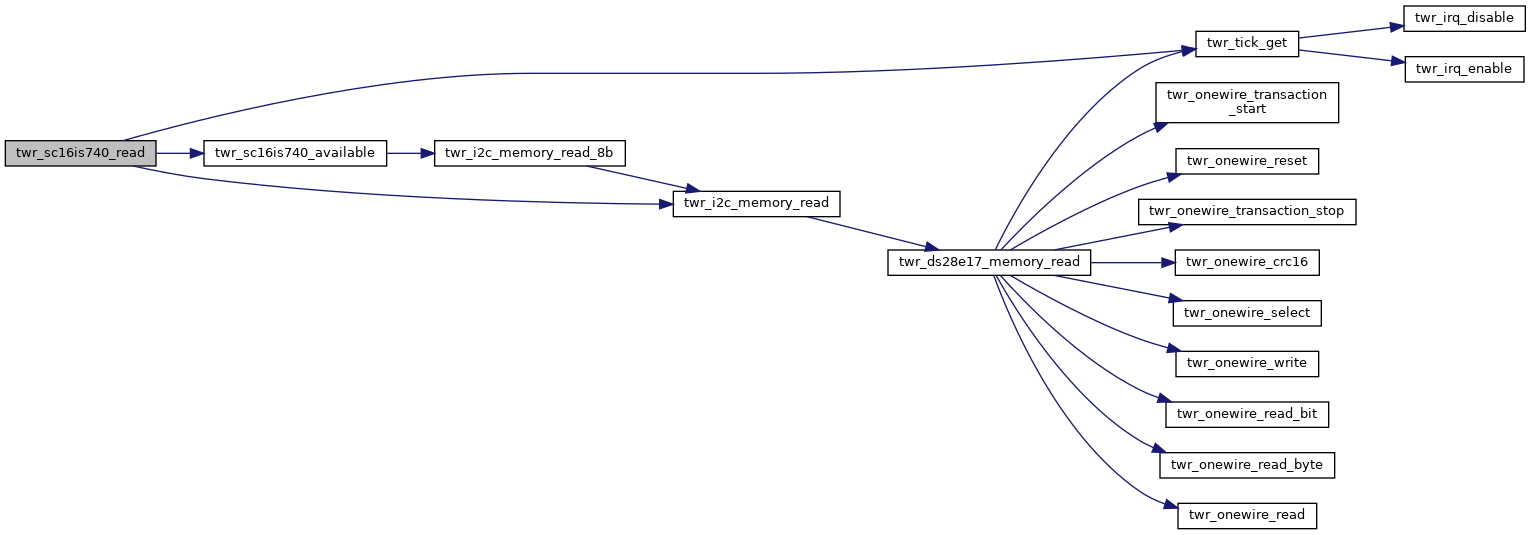 twr_sc16is740_read
twr_sc16is740_available
twr_i2c_memory_read_8b
twr_i2c_memory_read
twr_ds28e17_memory_read
twr_tick_get
twr_irq_disable
twr_irq_enable
twr_onewire_transaction
_start
twr_onewire_reset
twr_onewire_transaction_stop
twr_onewire_crc16
twr_onewire_select
twr_onewire_write
twr_onewire_read_bit
twr_onewire_read_byte
twr_onewire_read